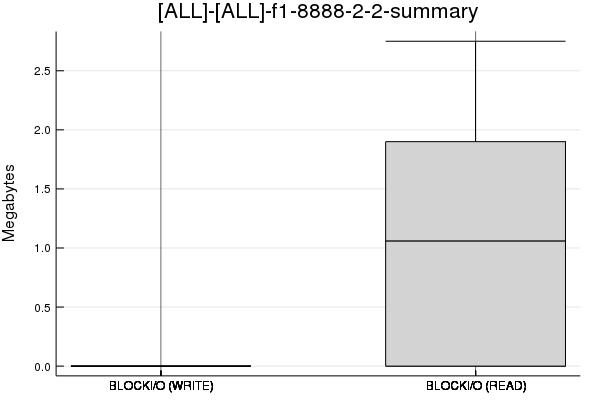 [ALL]-[ALL]-f1-8888-2-2-summary
Megabytes
2.5
2.0
1.5
1.0
0.5
0.0
BLOCKI/O (WRITE)
BLOCKI/O (READ)